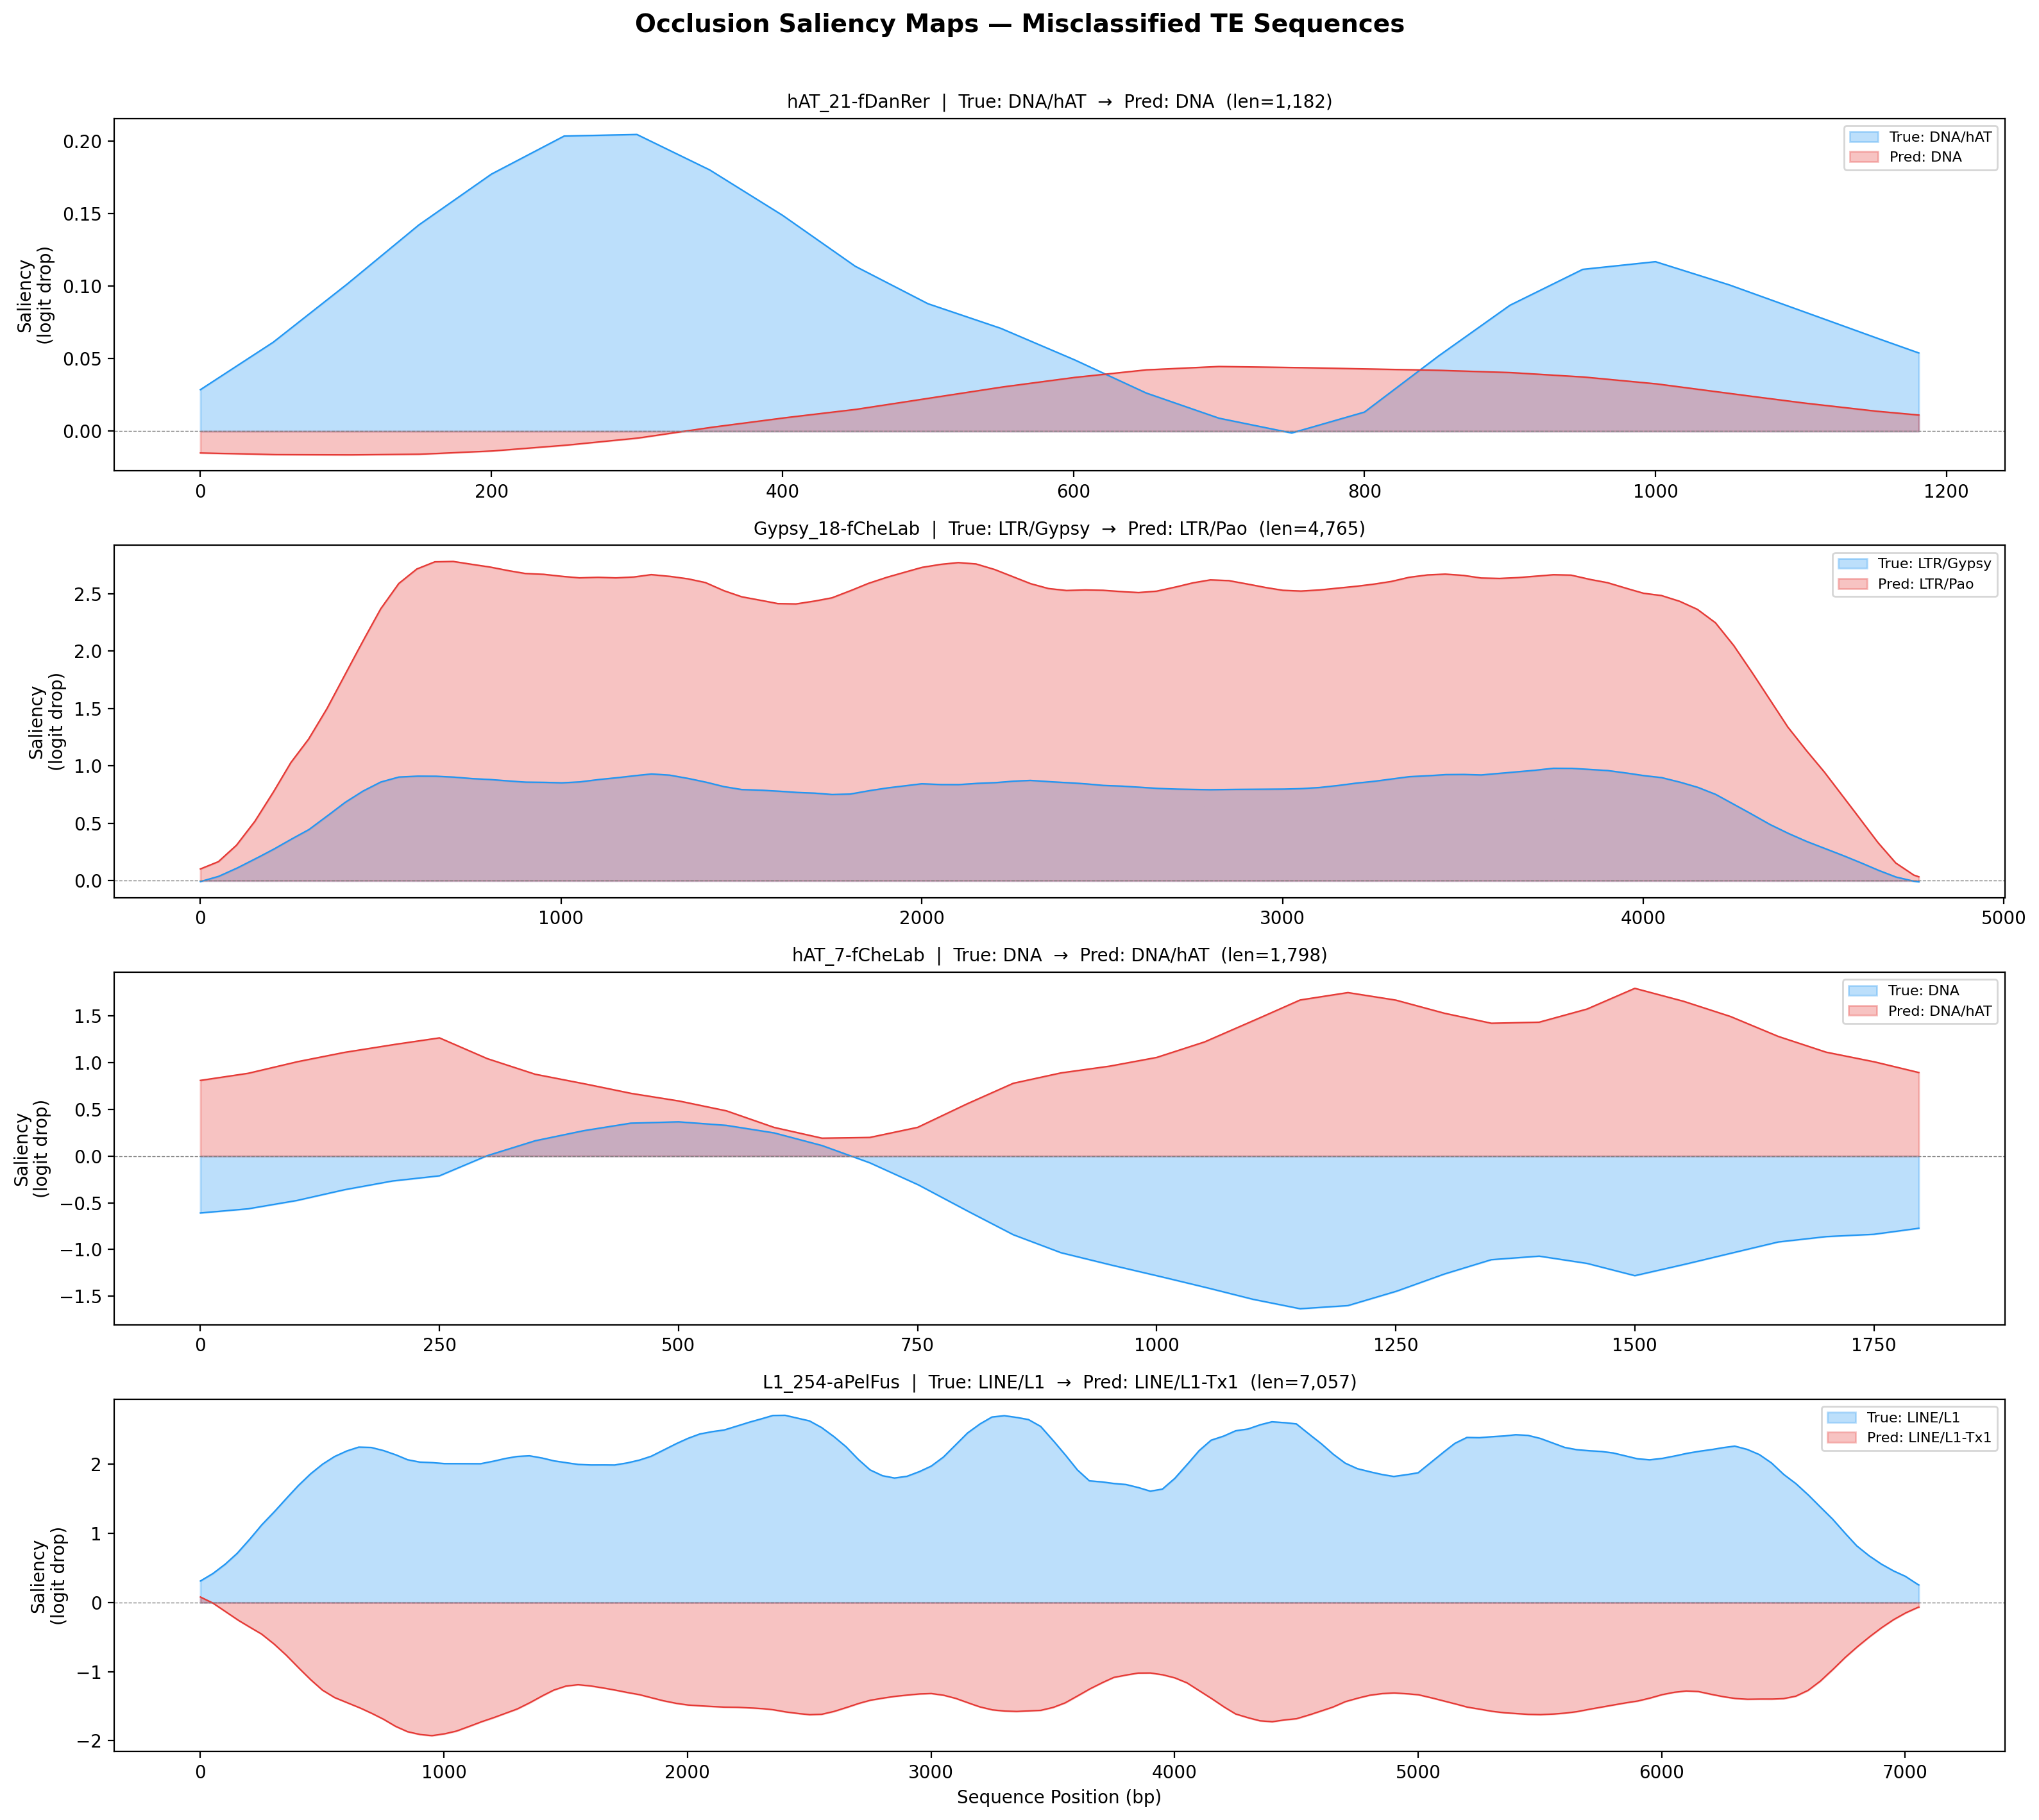 Occlusion Saliency Maps — Misclassified TE Sequences
hAT_21-fDanRer | True: DNA/hAT → Pred: DNA (len=1,182)
True: DNA/hAT
Pred: DNA
Saliency
(logit drop)
0.20
0.15
0.10
0.05
0.00
0 200 400 600 800 1000 1200
Gypsy_18-fCheLab | True: LTR/Gypsy → Pred: LTR/Pao (len=4,765)
True: LTR/Gypsy
Pred: LTR/Pao
Saliency
(logit drop)
2.5
2.0
1.5
1.0
0.5
0.0
0 1000 2000 3000 4000 5000
hAT_7-fCheLab | True: DNA → Pred: DNA/hAT (len=1,798)
True: DNA
Pred: DNA/hAT
Saliency
(logit drop)
1.5
1.0
0.5
0.0
−0.5
−1.0
−1.5
0 250 500 750 1000 1250 1500 1750
L1_254-aPelFus | True: LINE/L1 → Pred: LINE/L1-Tx1 (len=7,057)
True: LINE/L1
Pred: LINE/L1-Tx1
Saliency
(logit drop)
2
1
0
−1
−2
0 1000 2000 3000 4000 5000 6000 7000
Sequence Position (bp)